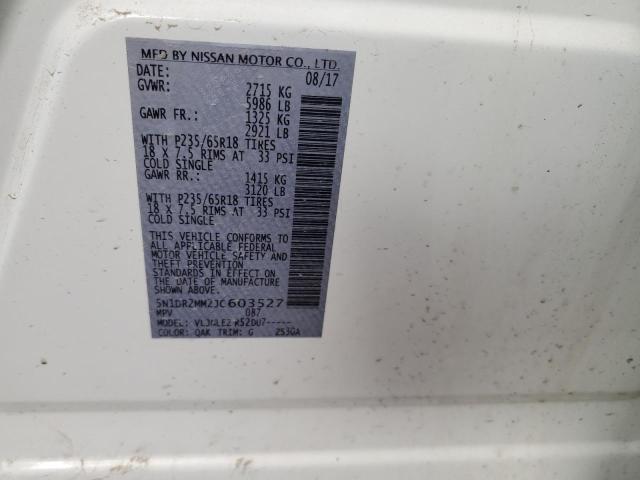 MFD BY NISSAN MOTOR CO., LTD.
DATE: 08/17
GVWR: 2715 KG
5986 LB
GAWR FR.: 1325 KG
2921 LB
WITH P235/65R18 TIRES
18 X 7.5 RIMS AT 33 PSI
COLD SINGLE
GAWR RR.: 1415 KG
3120 LB
WITH P235/65R18 TIRES
18 X 7.5 RIMS AT 33 PSI
COLD SINGLE
THIS VEHICLE CONFORMS TO
ALL APPLICABLE FEDERAL
MOTOR VEHICLE SAFETY AND
THEFT PREVENTION
STANDARDS IN EFFECT ON
THE DATE OF MANUFACTURE
5N1DR2MM2JC603527
MPV 087
MODEL: R52DU7-----
COLOR: QAK TRIM: G 2530A